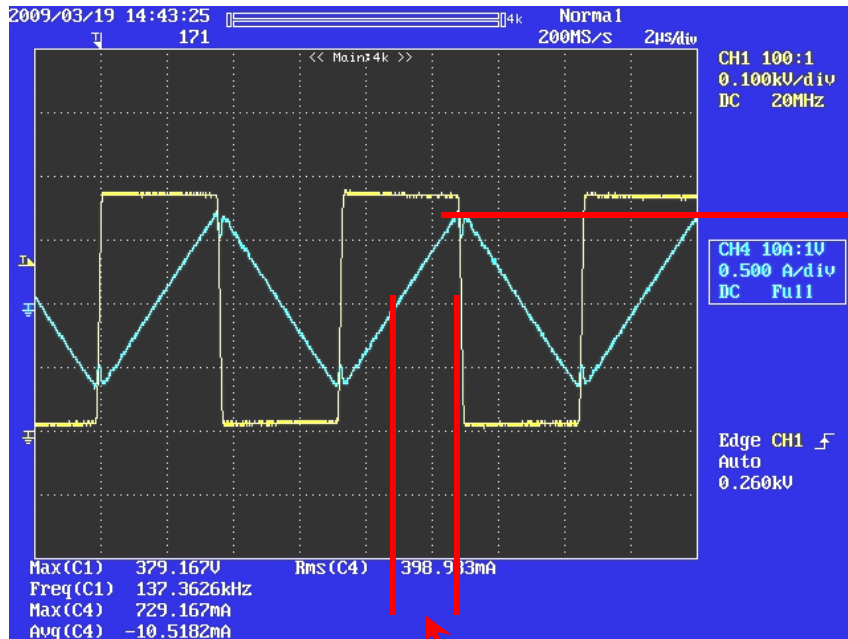 2009/03/19 14:43:25 4k Normal
T 171 200MS/s 2µs/div
<< Main:4k >>
CH1 100:1
0.100kV/div
DC 20MHz
CH4 10A:1V
0.500 A/div
DC Full
Edge CH1
Auto
0.260kV
Max(C1) 379.167V Rms(C4) 398.933mA
Freq(C1) 137.3626kHz
Max(C4) 729.167mA
Avg(C4) -10.5182mA